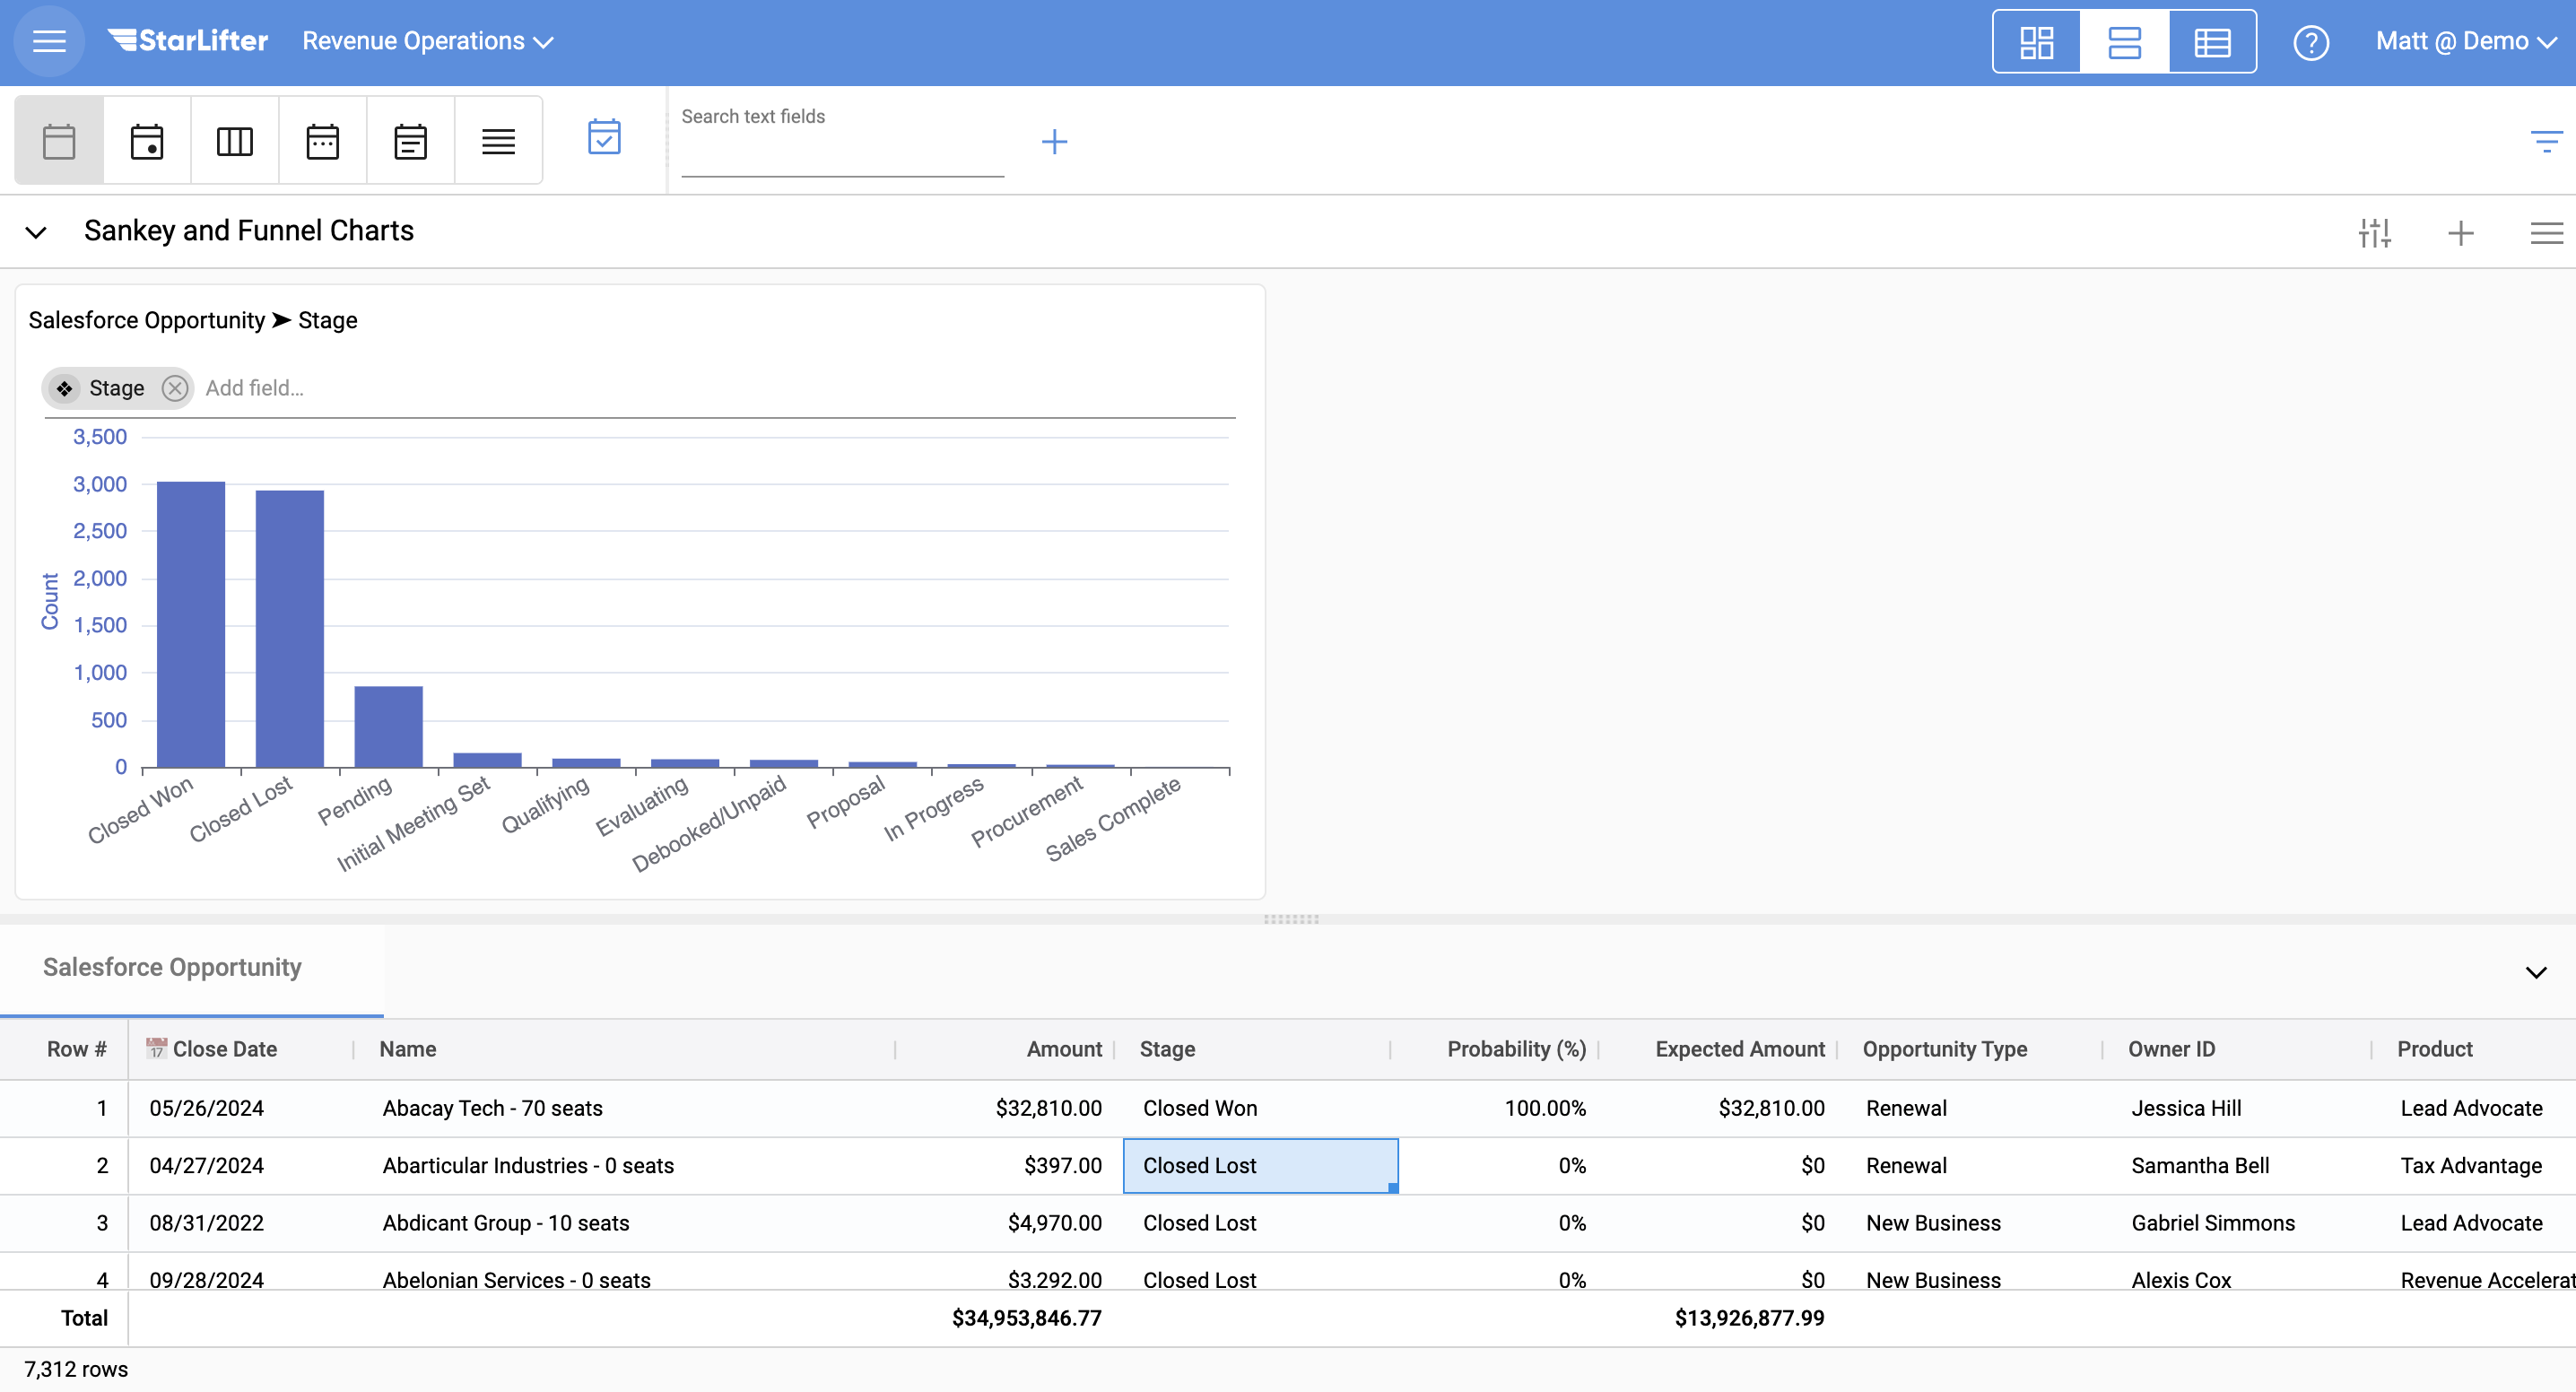 StarLifter Revenue Operations ? Matt @ Demo
Search text fields
Sankey and Funnel Charts
Salesforce Opportunity ➤ Stage
Stage Add field...
3,500
3,000
2,500
2,000
1,500
1,000
500
0
Count
Closed Won
Closed Lost
Pending
Initial Meeting Set
Qualifying
Evaluating
Debooked/Unpaid
Proposal
In Progress
Procurement
Sales Complete
Salesforce Opportunity
Row # 17 Close Date Name Amount Stage Probability (%) Expected Amount Opportunity Type Owner ID Product
1 05/26/2024 Abacay Tech - 70 seats $32,810.00 Closed Won 100.00% $32,810.00 Renewal Jessica Hill Lead Advocate
2 04/27/2024 Abarticular Industries - 0 seats $397.00 Closed Lost 0% $0 Renewal Samantha Bell Tax Advantage
3 08/31/2022 Abdicant Group - 10 seats $4,970.00 Closed Lost 0% $0 New Business Gabriel Simmons Lead Advocate
4 09/28/2024 Abelonian Services - 0 seats $3,292.00 Closed Lost 0% $0 New Business Alexis Cox Revenue Accelerat
Total $34,953,846.77 $13,926,877.99
7,312 rows